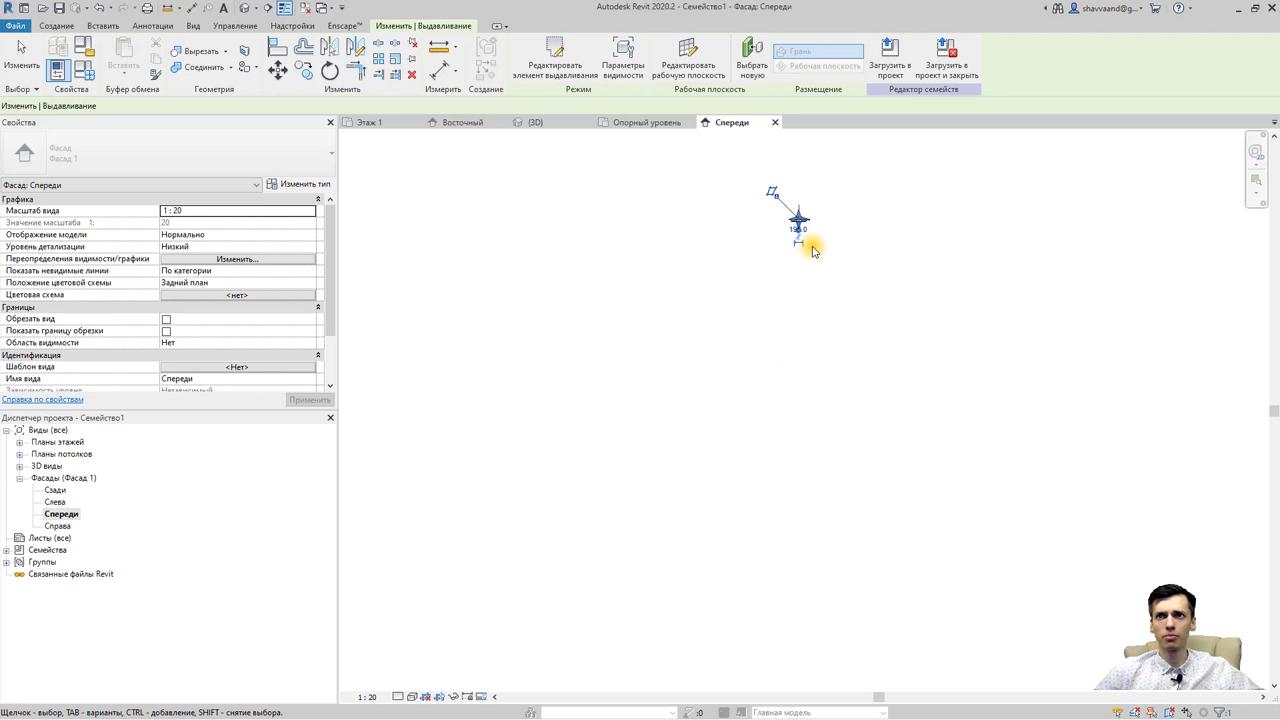 Autodesk Revit 2020.2 - Семейство1 - Фасад: Спереди
shavvaand@g...
Файл Создание Вставить Аннотации Вид Управление Надстройки Enscape™ Изменить | Выдавливание
Изменить
Вставить
Вырезать
Соединить
Редактировать элемент выдавливания
Параметры видимости
Редактировать рабочую плоскость
Выбрать новую
Грань
Рабочая плоскость
Загрузить в проект
Загрузить в проект и закрыть
Выбор Свойства Буфер обмена Геометрия Изменить Измерить Создание Режим Рабочая плоскость Размещение Редактор семейств
Изменить | Выдавливание
Свойства
Этаж 1 Восточный (3D) Опорный уровень Спереди
Фасад
Фасад 1
Фасад: Спереди Изменить тип
Графика
Масштаб вида 1 : 20
Значение масштаба 1: 20
Отображение модели Нормально
Уровень детализации Низкий
Переопределения видимости/графики Изменить...
Показать невидимые линии По категории
Положение цветовой схемы Задний план
Цветовая схема <нет>
Границы
Обрезать вид
Показать границу обрезки
Область видимости Нет
Идентификация
Шаблон вида <Нет>
Имя вида Спереди
Зависимость уровня Независимый
Справка по свойствам Применить
Диспетчер проекта - Семейство1
Виды (все)
Планы этажей
Планы потолков
3D виды
Фасады (Фасад 1)
Сзади
Слева
Спереди
Справа
Листы (все)
Семейства
Группы
Связанные файлы Revit
1 : 20
Щелчок - выбор, TAB - варианты, CTRL - добавление, SHIFT - снятие выбора.
:0
Главная модель
:1